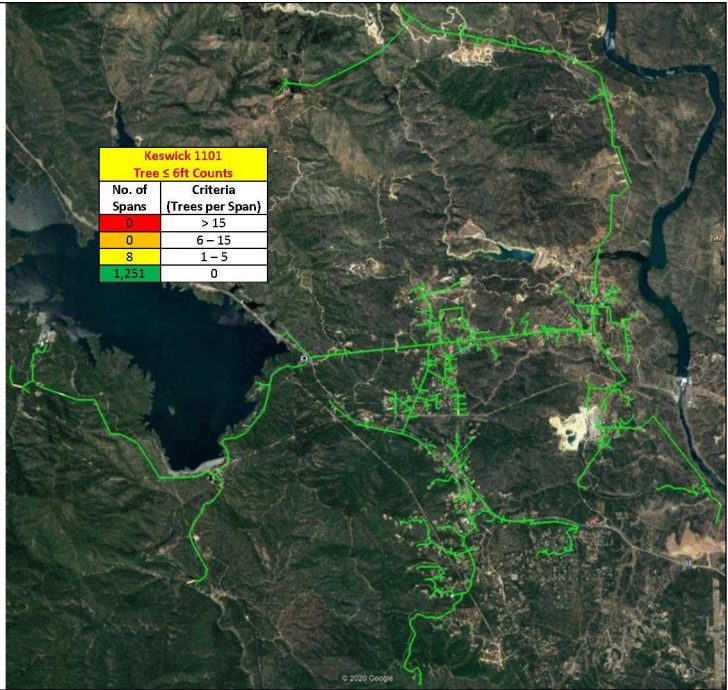 Keswick 1101
Tree ≤ 6ft Counts
No. of Spans Criteria (Trees per Span)
0 > 15
0 6 – 15
8 1 – 5
1,251 0
© 2020 Google